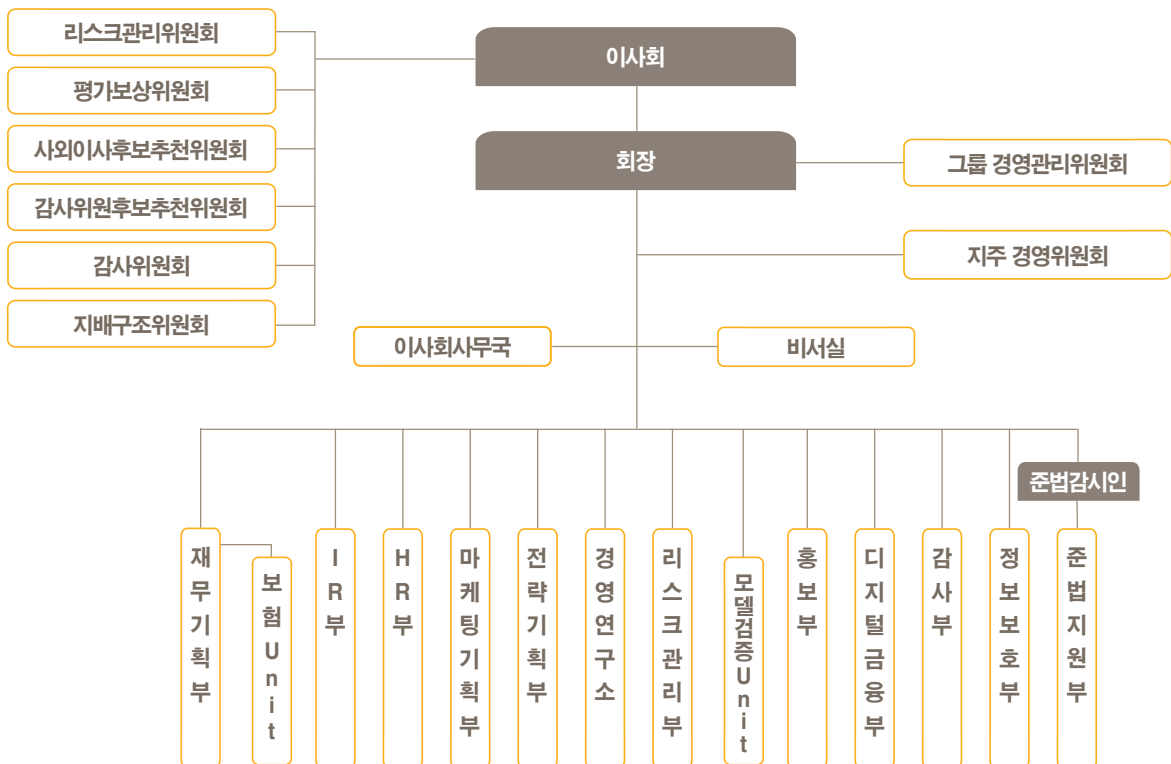 리스크관리위원회
평가보상위원회
사외이사후보추천위원회
감사위원후보추천위원회
감사위원회
지배구조위원회
이사회
회장
그룹 경영관리위원회
지주 경영위원회
이사회사무국
비서실
준법감시인
재무기획부
보험Unit
IR부
HR부
마케팅기획부
전략기획부
경영연구소
리스크관리부
모델검증Unit
홍보부
디지털금융부
감사부
정보보호부
준법지원부